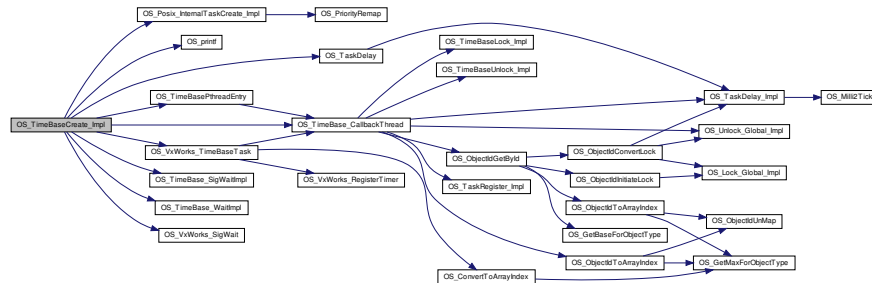 OS_Posix_InternalTaskCreate_Impl
OS_PriorityRemap
OS_printf
OS_TimeBaseLock_Impl
OS_TaskDelay
OS_TimeBaseUnlock_Impl
OS_TimeBasePthreadEntry
OS_TaskDelay_Impl
OS_Milli2Ticks
OS_TimeBaseCreate_Impl
OS_TimeBase_CallbackThread
OS_Unlock_Global_Impl
OS_VxWorks_TimeBaseTask
OS_ObjectIdGetById
OS_ObjectIdConvertLock
OS_TimeBase_SigWaitImpl
OS_VxWorks_RegisterTimer
OS_TaskRegister_Impl
OS_ObjectIdInitiateLock
OS_Lock_Global_Impl
OS_TimeBase_WaitImpl
OS_ObjectIdToArrayIndex
OS_ObjectIdUnMap
OS_VxWorks_SigWait
OS_GetBaseForObjectType
OS_ObjectIdToArrayIndex
OS_GetMaxForObjectType
OS_ConvertToArrayIndex